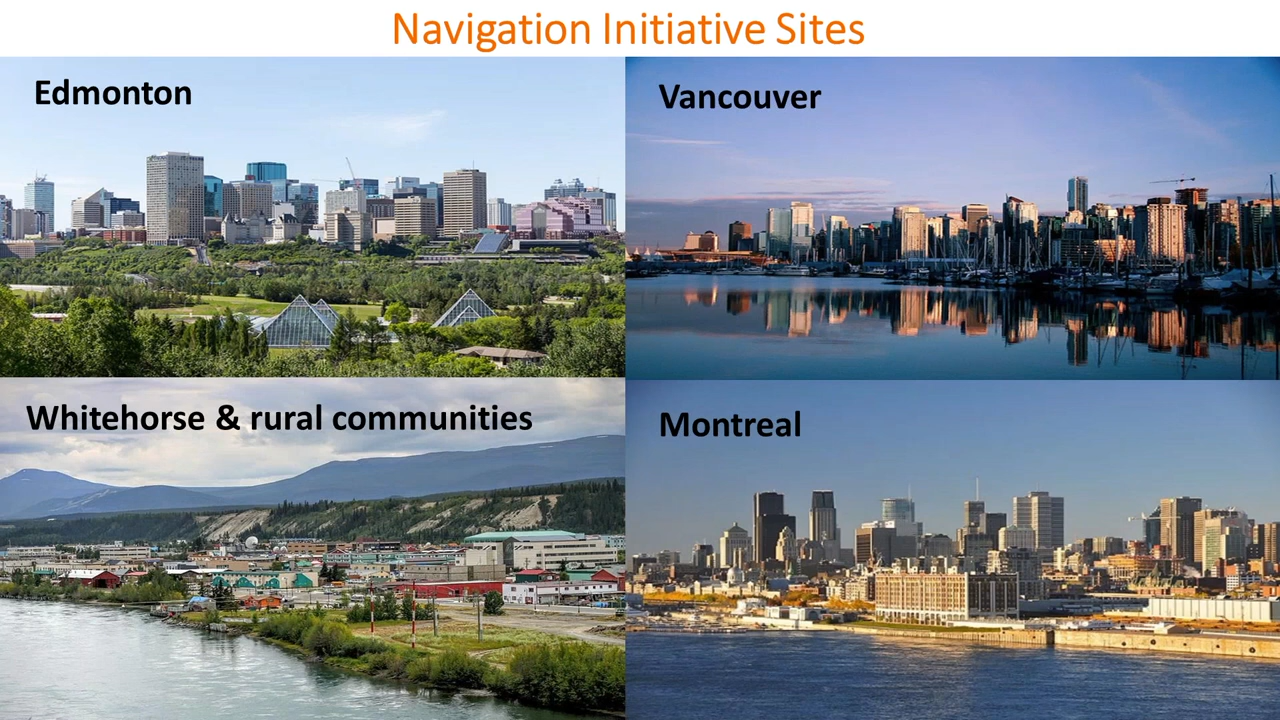 Navigation Initiative Sites
Edmonton
Vancouver
Whitehorse & rural communities
Montreal